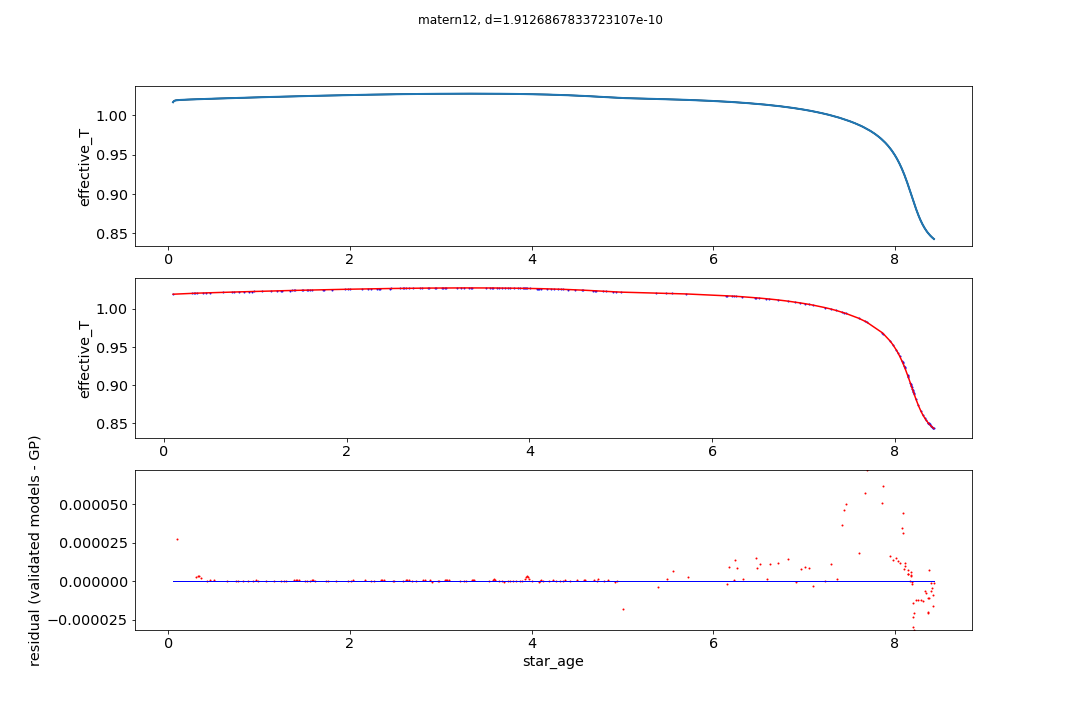 matern12, d=1.9126867833723107e-10
effective_T
1.00
0.95
0.90
0.85
0 2 4 6 8
effective_T
1.00
0.95
0.90
0.85
0 2 4 6 8
residual (validated models - GP)
0.000050
0.000025
0.000000
−0.000025
0 2 4 6 8
star_age